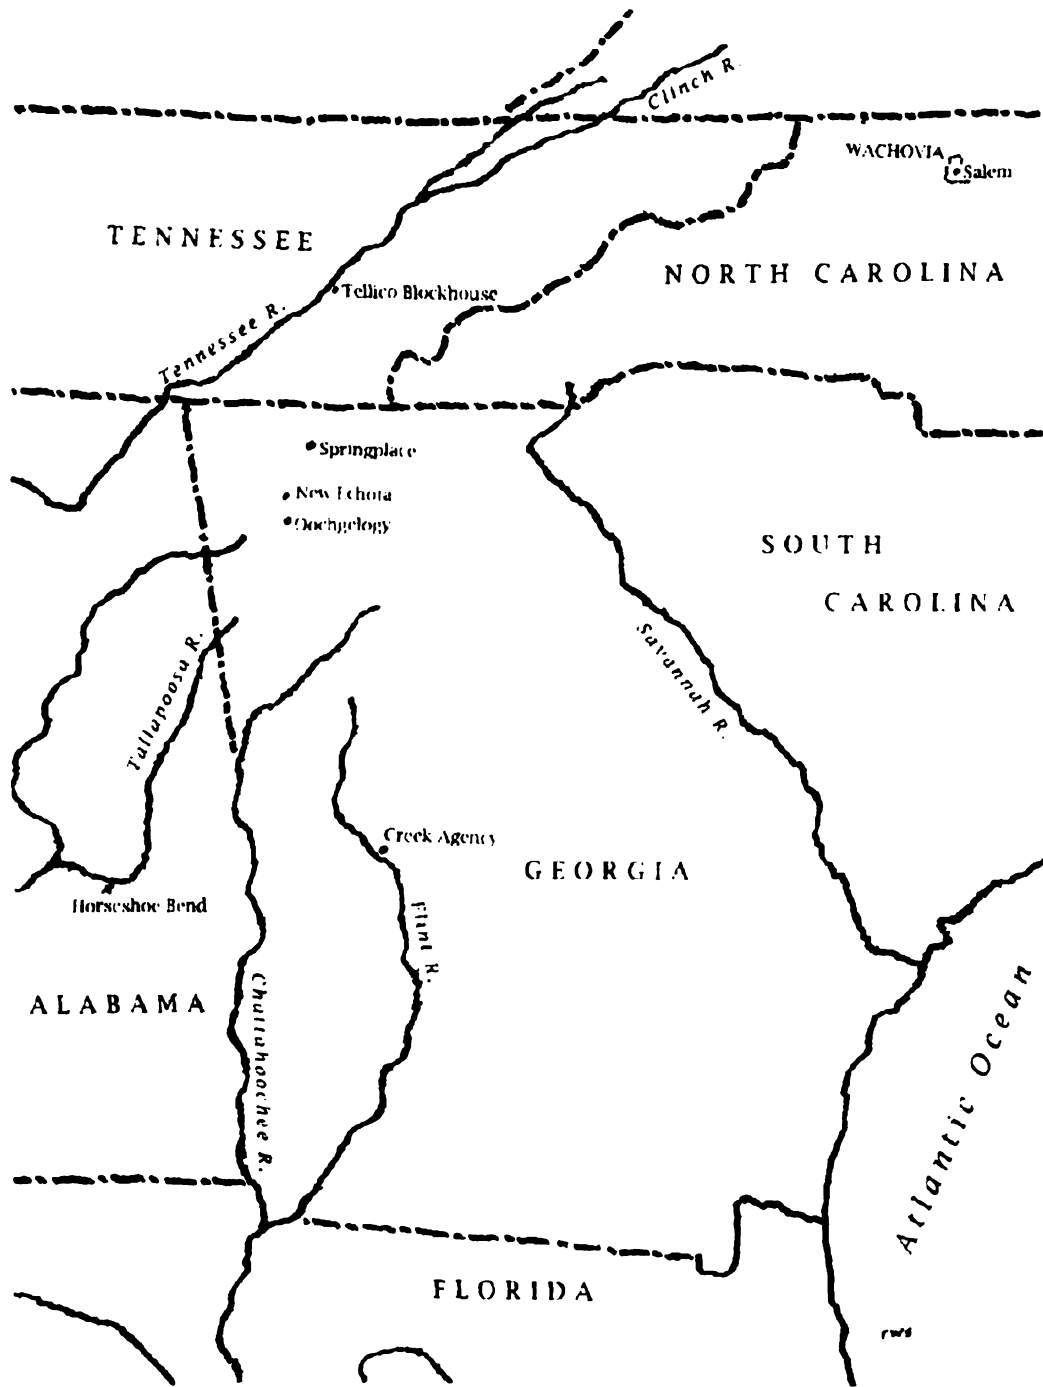 Clinch R.
WACHOVIA
Salem
TENNESSEE
NORTH CAROLINA
Tellico Blockhouse
Tennessee R.
Springplace
New Echota
Oochgelogy
SOUTH
CAROLINA
Savannah R.
Tallapoosa R.
Creek Agency
GEORGIA
Horseshoe Bend
Flint R.
ALABAMA
Chattahoochee R.
Atlantic Ocean
FLORIDA
rws